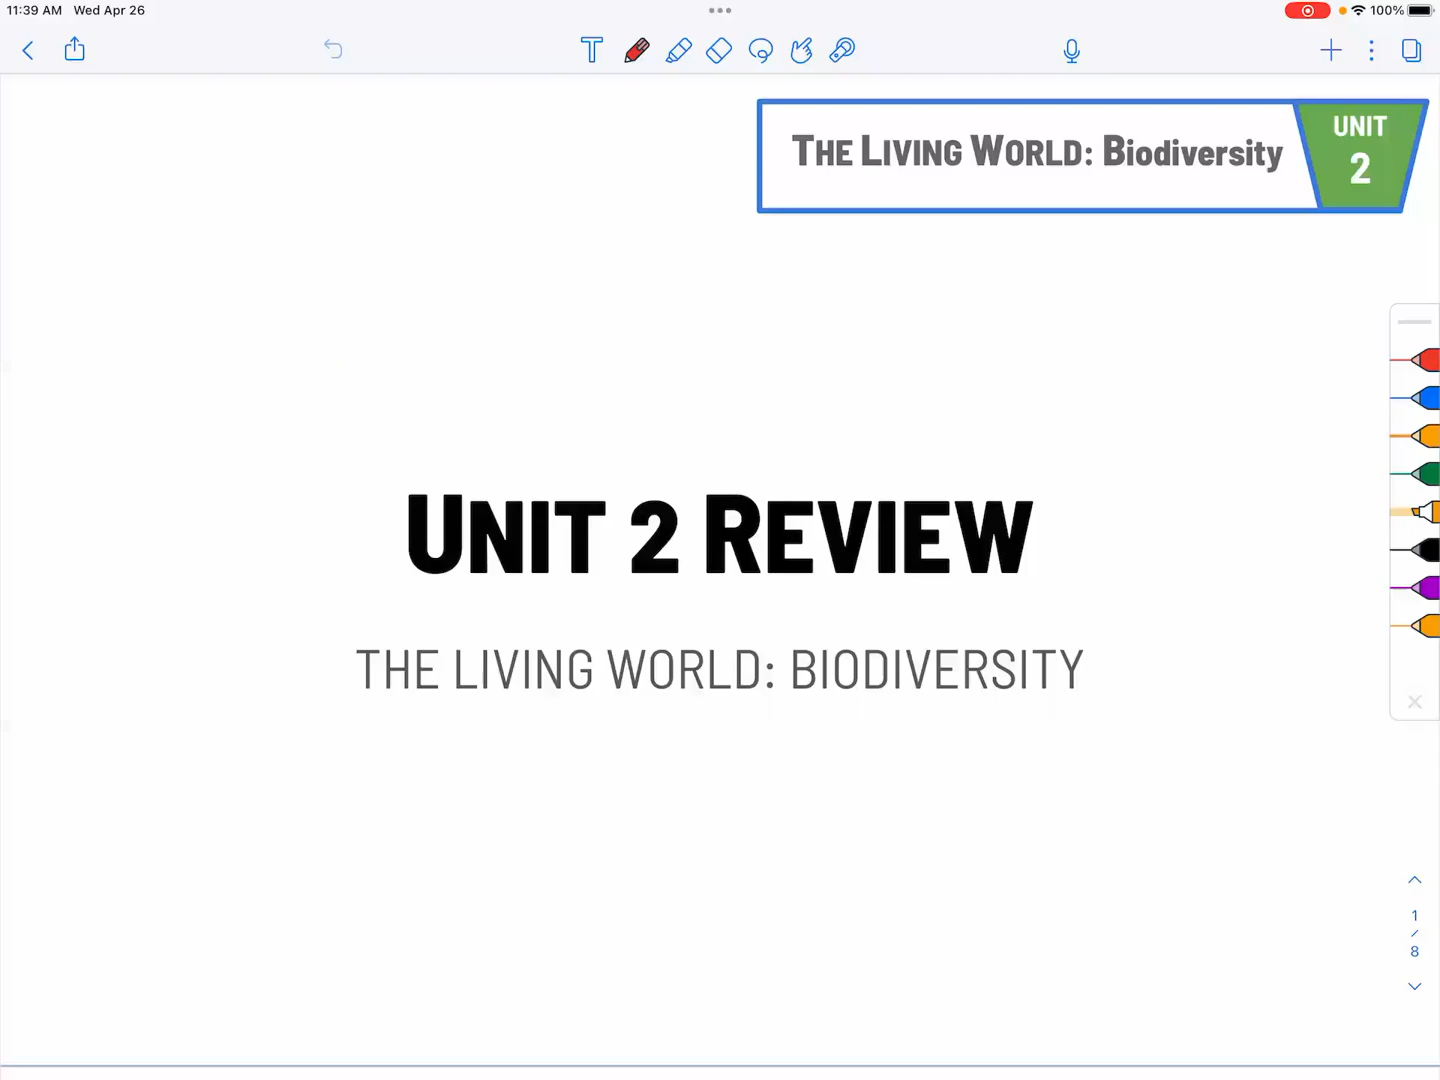 11:39 AM Wed Apr 26
100%
T
THE LIVING WORLD: Biodiversity
UNIT
2
UNIT 2 REVIEW
THE LIVING WORLD: BIODIVERSITY
1
/
8